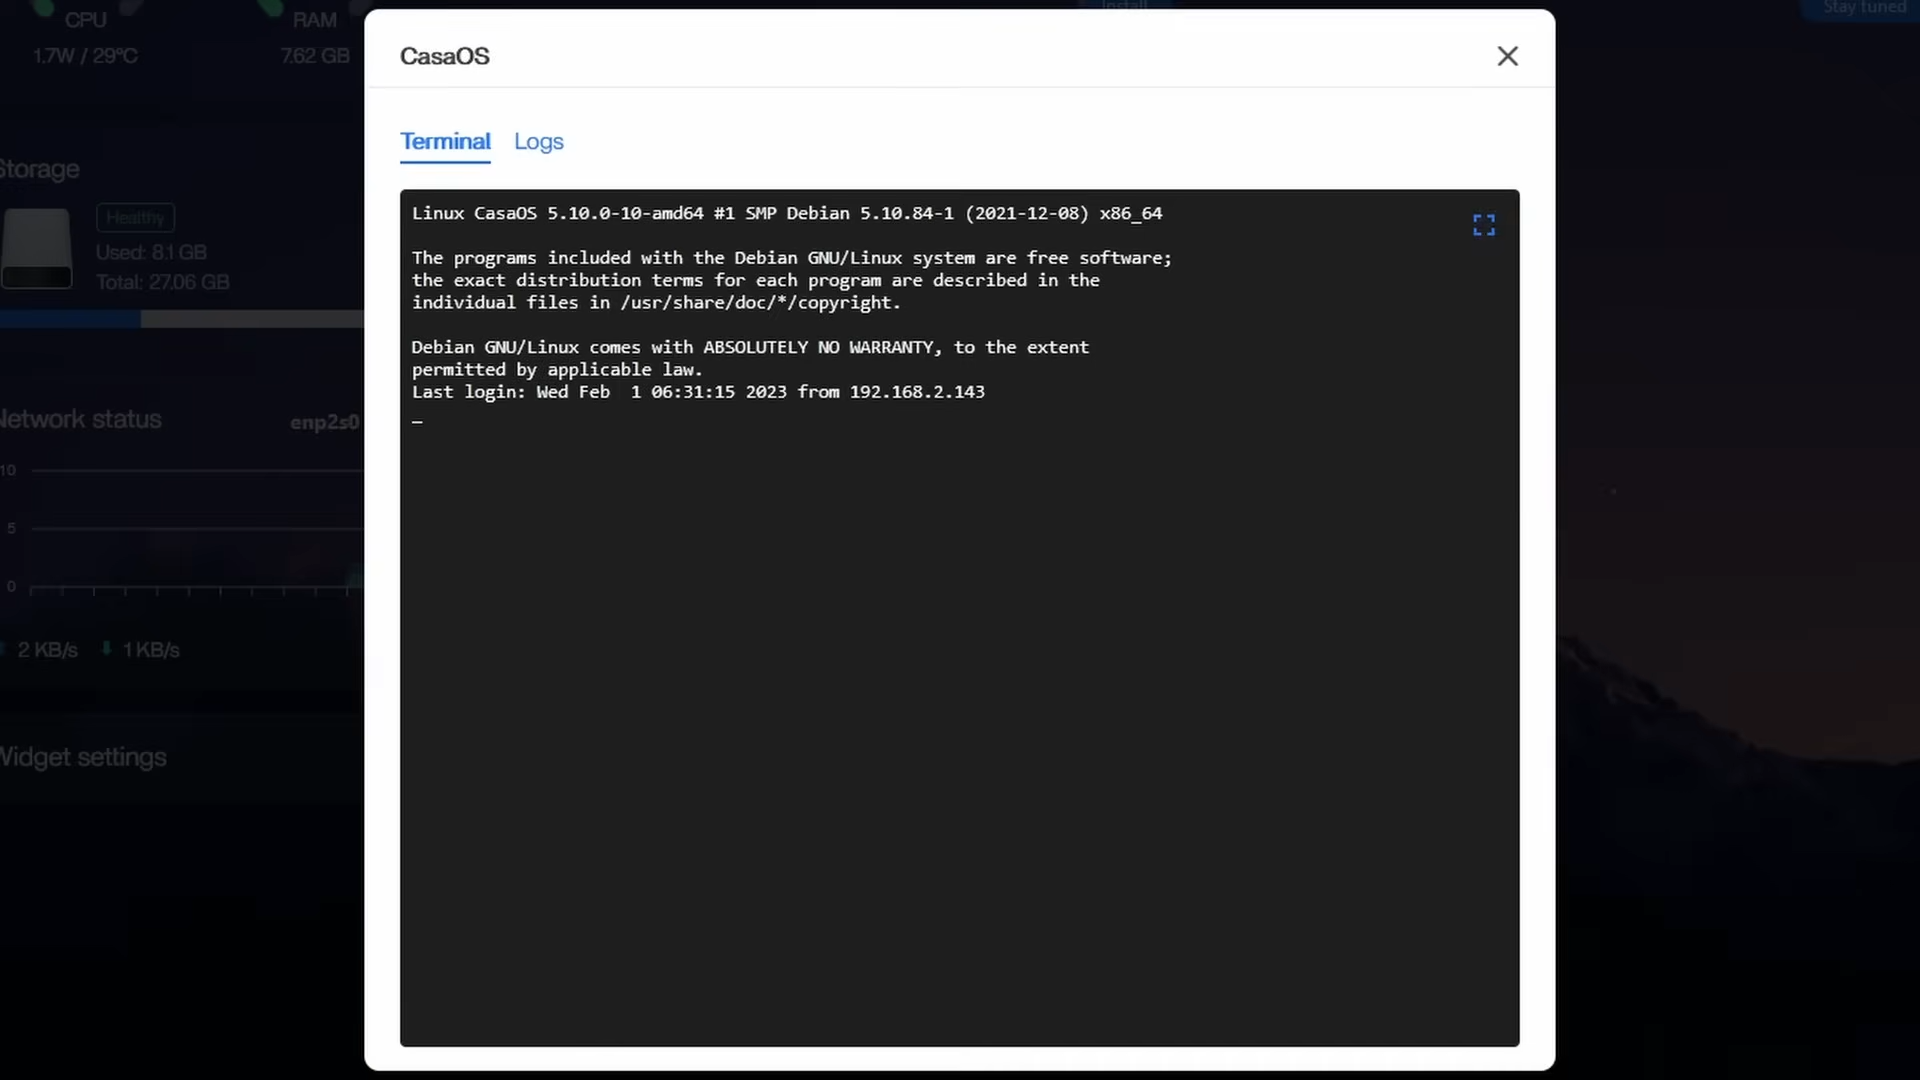 CPU
RAM
1.7W / 29°C
7.62 GB
Install
Stay tuned
Storage
Healthy
Used: 8.1 GB
Total: 27.06 GB
Network status
enp2s0
10
5
0
2 KB/s
1 KB/s
Widget settings
CasaOS
Terminal
Logs
Linux CasaOS 5.10.0-10-amd64 #1 SMP Debian 5.10.84-1 (2021-12-08) x86_64
The programs included with the Debian GNU/Linux system are free software;
the exact distribution terms for each program are described in the
individual files in /usr/share/doc/*/copyright.
Debian GNU/Linux comes with ABSOLUTELY NO WARRANTY, to the extent
permitted by applicable law.
Last login: Wed Feb  1 06:31:15 2023 from 192.168.2.143
_